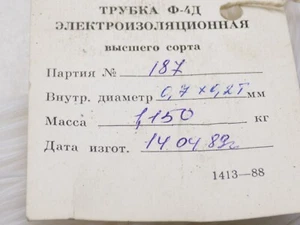 ТРУБКА Ф-4Д
ЭЛЕКТРОИЗОЛЯЦИОННАЯ
высшего сорта
Партия № 187
Внутр. диаметр 0,7×0,2Т мм
Масса 1,150 кг
Дата изгот. 14 04 89г
1413—88